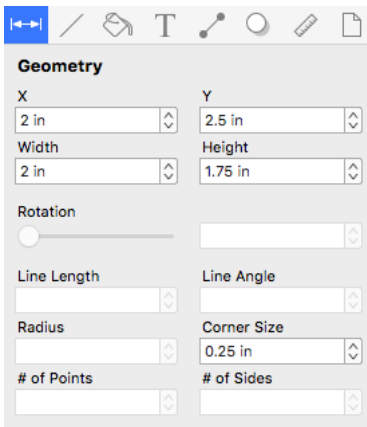 T
Geometry
X Y
2 in 2.5 in
Width Height
2 in 1.75 in
Rotation
Line Length Line Angle
Radius Corner Size
0.25 in
# of Points # of Sides